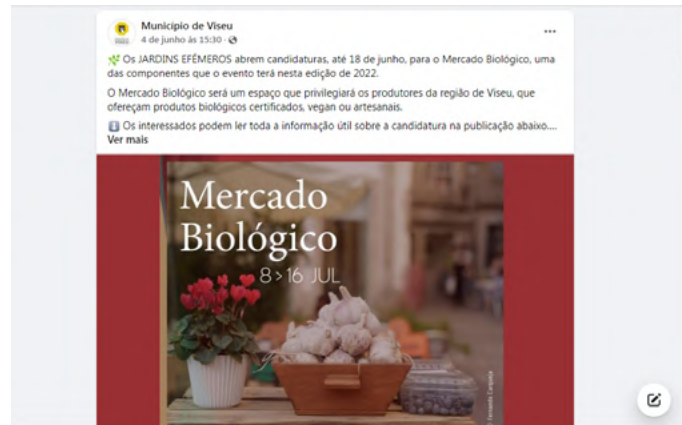 Município de Viseu
4 de junho às 15:30 ·
Os JARDINS EFÉMEROS abrem candidaturas, até 18 de junho, para o Mercado Biológico, uma
das componentes que o evento terá nesta edição de 2022.
O Mercado Biológico será um espaço que privilegiará os produtores da região de Viseu, que
ofereçam produtos biológicos certificados, vegan ou artesanais.
Os interessados podem ler toda a informação útil sobre a candidatura na publicação abaixo....
Ver mais
Mercado
Biológico
8 > 16 JUL